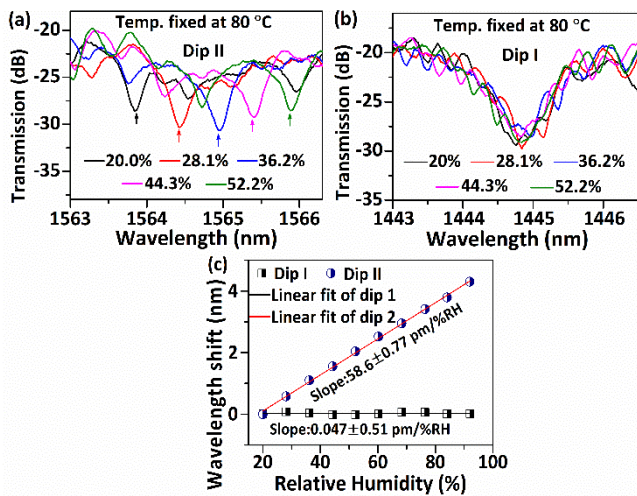 (a)
Temp. fixed at 80 °C
Dip II
-20
-25
-30
-35
Transmission (dB)
20.0% 28.1% 36.2%
44.3% 52.2%
1563 1564 1565 1566
Wavelength (nm)
(b)
Temp. fixed at 80 °C
Dip I
-15
-20
-25
-30
-35
Transmission (dB)
20% 28.1% 36.2%
44.3% 52.2%
1443 1444 1445 1446
Wavelength (nm)
(c)
Dip I Dip II
Linear fit of dip 1
Linear fit of dip 2
Slope:58.6±0.77 pm/%RH
Slope:0.047±0.51 pm/%RH
4
2
0
Wavelength shift (nm)
20 40 60 80 100
Relative Humidity (%)